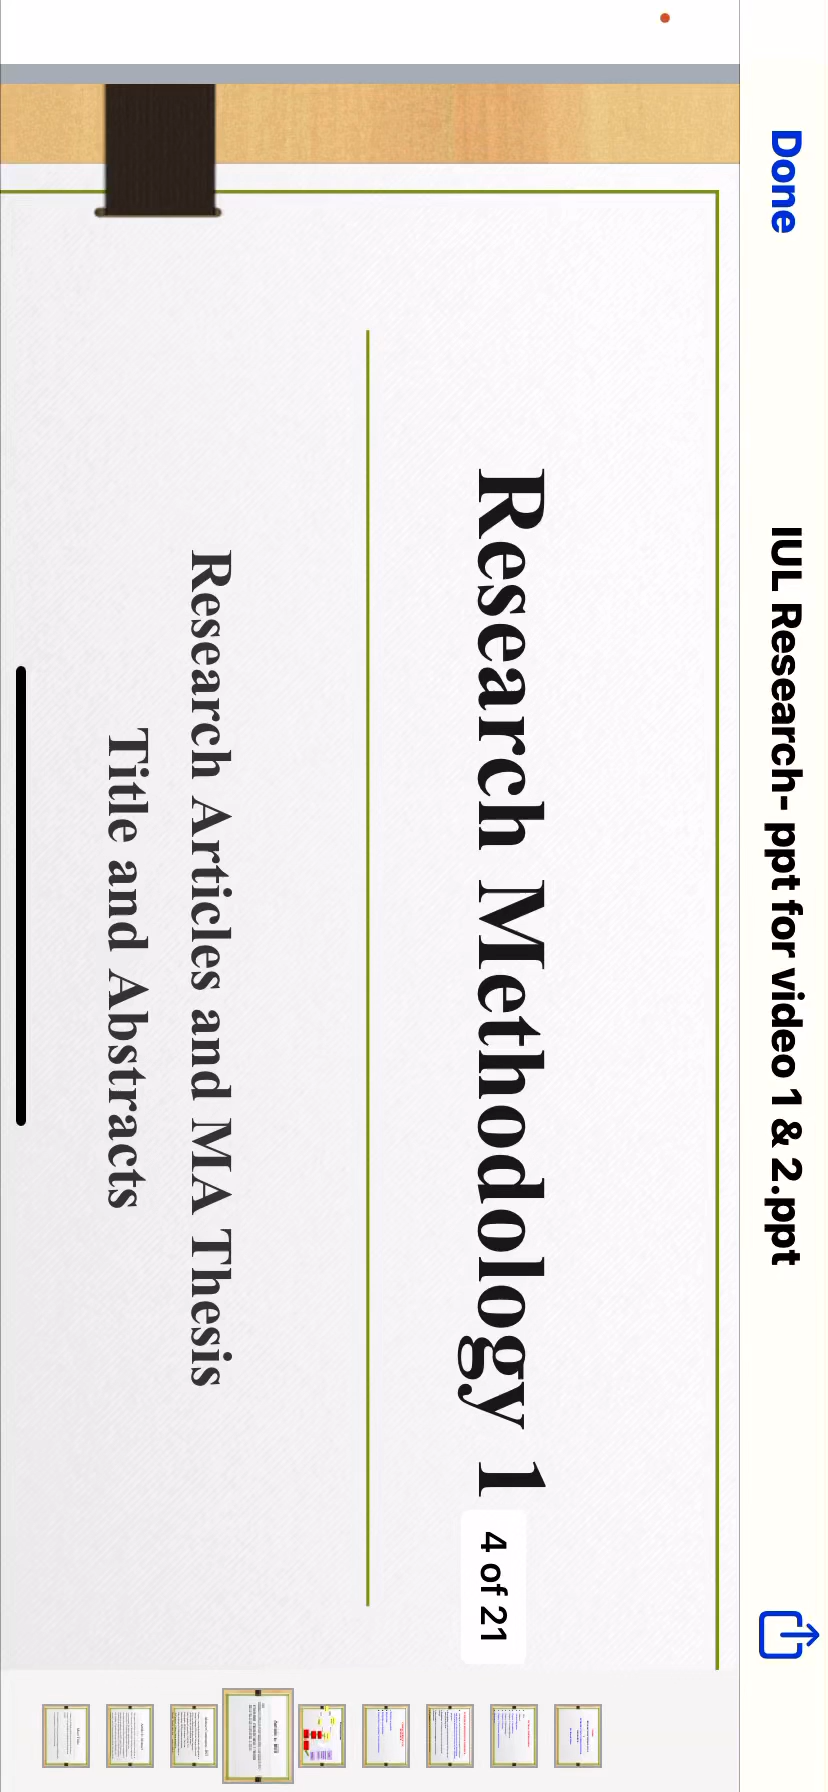 Done
IUL Research- ppt for video 1 & 2.ppt
Research Methodology 1
4 of 21
Research Articles and MA Thesis
Title and Abstracts